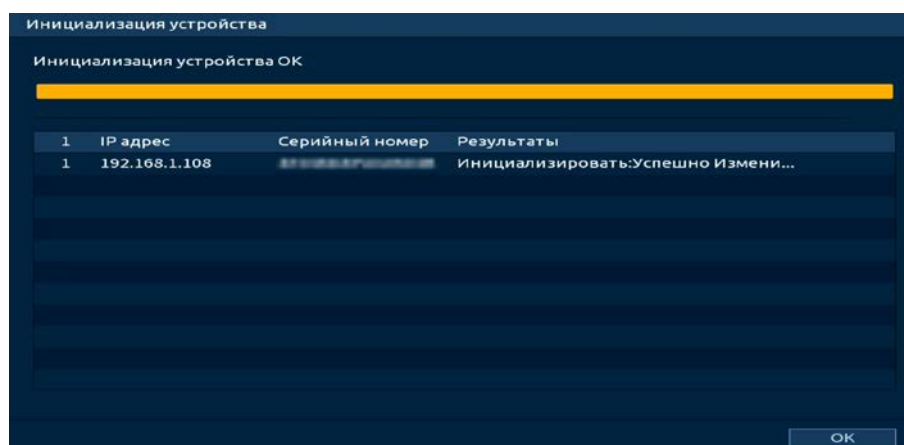 Инициализация устройства
Инициализация устройства OK
1 IP адрес Серийный номер Результаты
1 192.168.1.108 Инициализировать:Успешно Измени...
OK